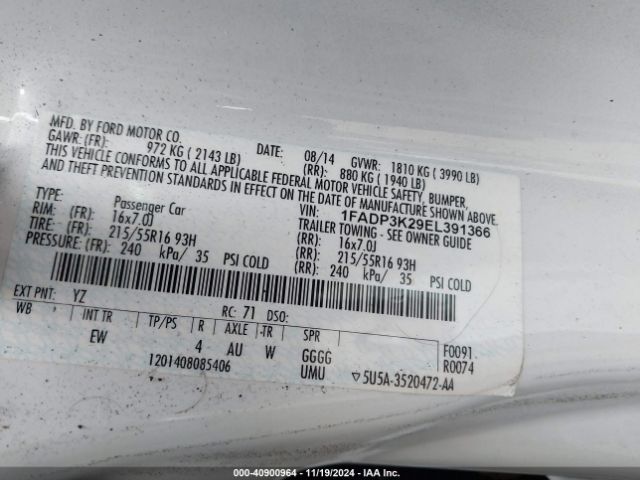 MFD. BY FORD MOTOR CO. DATE: 08/14 GVWR: 1810 KG (3990 LB)
GAWR: (FR): 972 KG (2143 LB) (RR): 880 KG (1940 LB)
THIS VEHICLE CONFORMS TO ALL APPLICABLE FEDERAL MOTOR VEHICLE SAFETY, BUMPER,
AND THEFT PREVENTION STANDARDS IN EFFECT ON THE DATE OF MANUFACTURE SHOWN ABOVE.
TYPE: Passenger Car VIN: 1FADP3K29EL391366
RIM: (FR): 16x7.0J TRAILER TOWING - SEE OWNER GUIDE
(RR): 16x7.0J
TIRE: (FR): 215/55R16 93H (RR): 215/55R16 93H
PRESSURE: (FR): 240 kPa/ 35 PSI COLD (RR): 240 kPa/ 35 PSI COLD
EXT PNT: YZ RC: 71 DSO:
WB INT TR TP/PS R AXLE TR SPR F0091
EW 4 AU W GGGG R0074
1201408085406 UMU ▽5U5A-3520472-AA
000-40900964 - 11/19/2024 - IAA Inc.